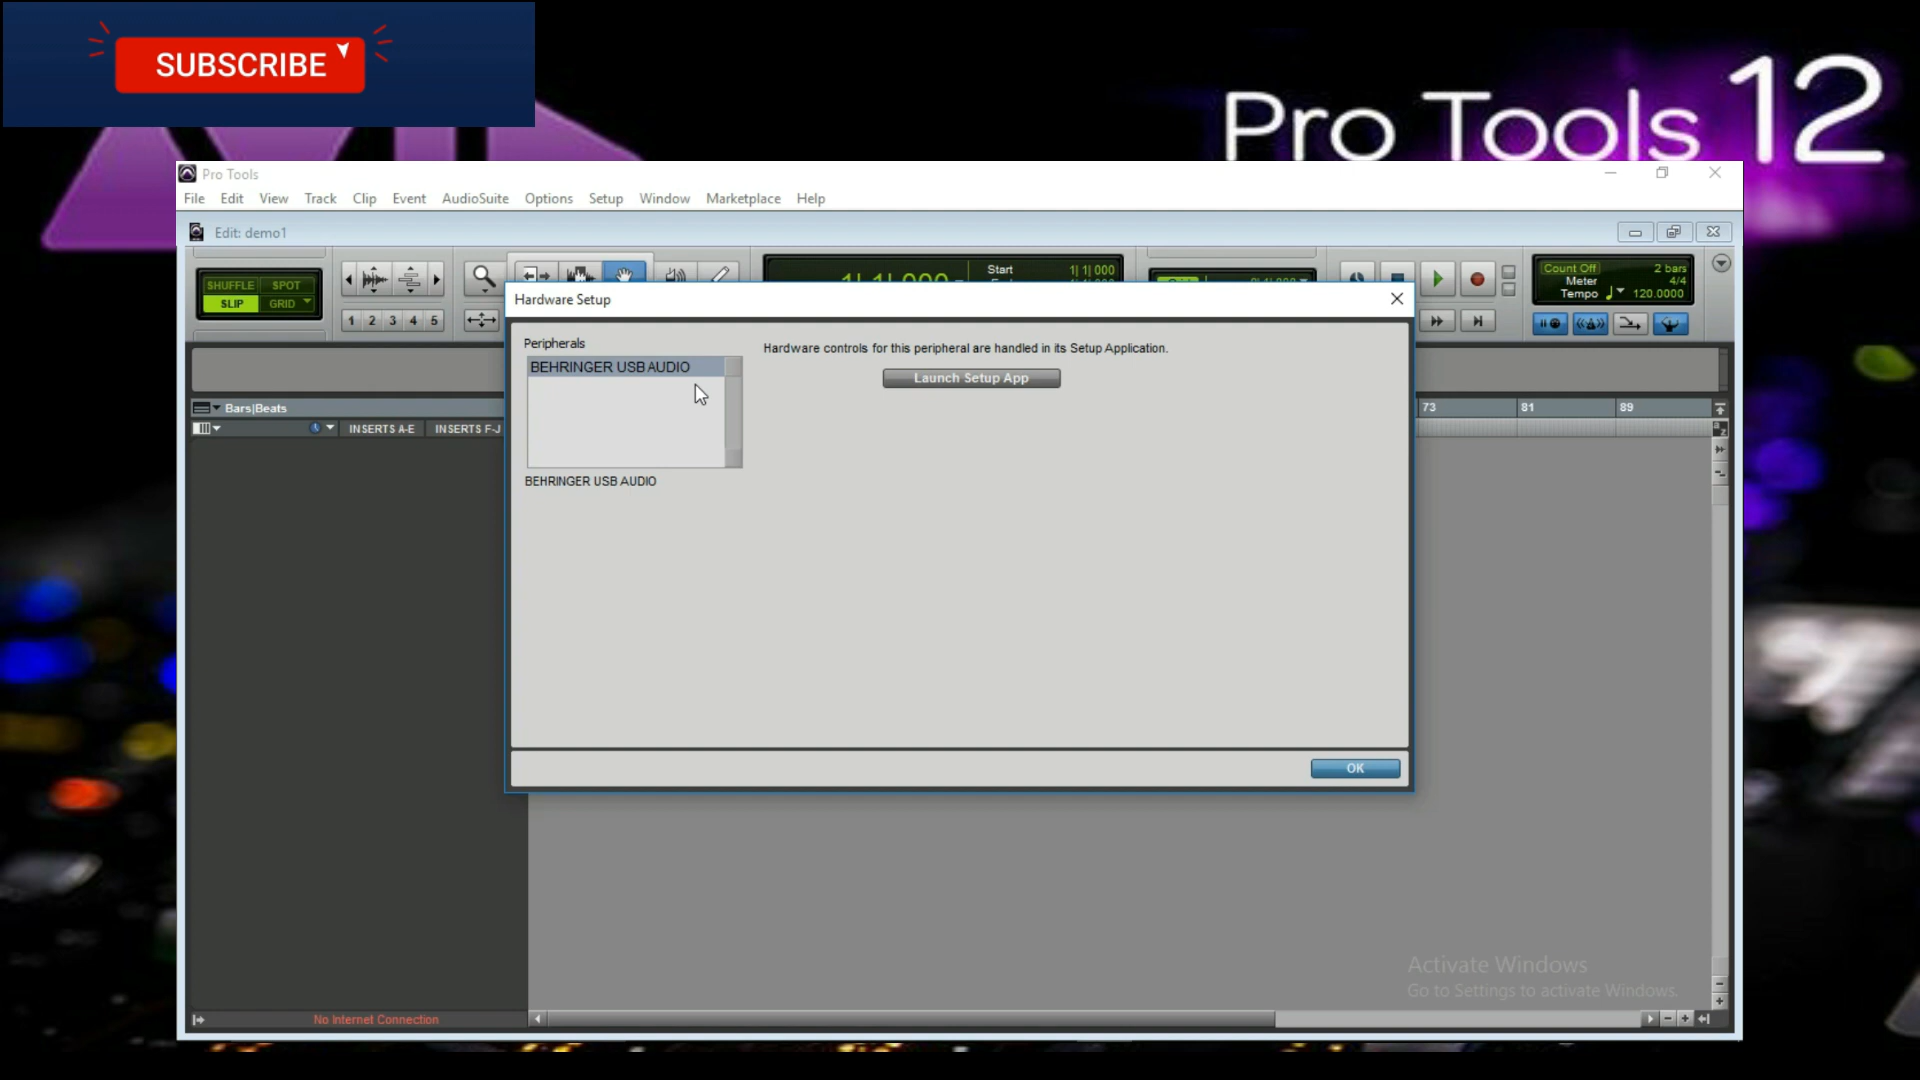 SUBSCRIBE
Pro Tools 12
Pro Tools
File Edit View Track Clip Event AudioSuite Options Setup Window Marketplace Help
Edit: demo1
SHUFFLE SPOT
SLIP GRID
1 2 3 4 5
Start 1| 1| 000
Count Off 2 bars
Meter 4/4
Tempo 120.0000
Hardware Setup
Peripherals
BEHRINGER USB AUDIO
BEHRINGER USB AUDIO
Hardware controls for this peripheral are handled in its Setup Application.
Launch Setup App
OK
Bars|Beats
73 81 89
INSERTS A-E INSERTS F-J
a
z
Activate Windows
Go to Settings to activate Windows.
No Internet Connection